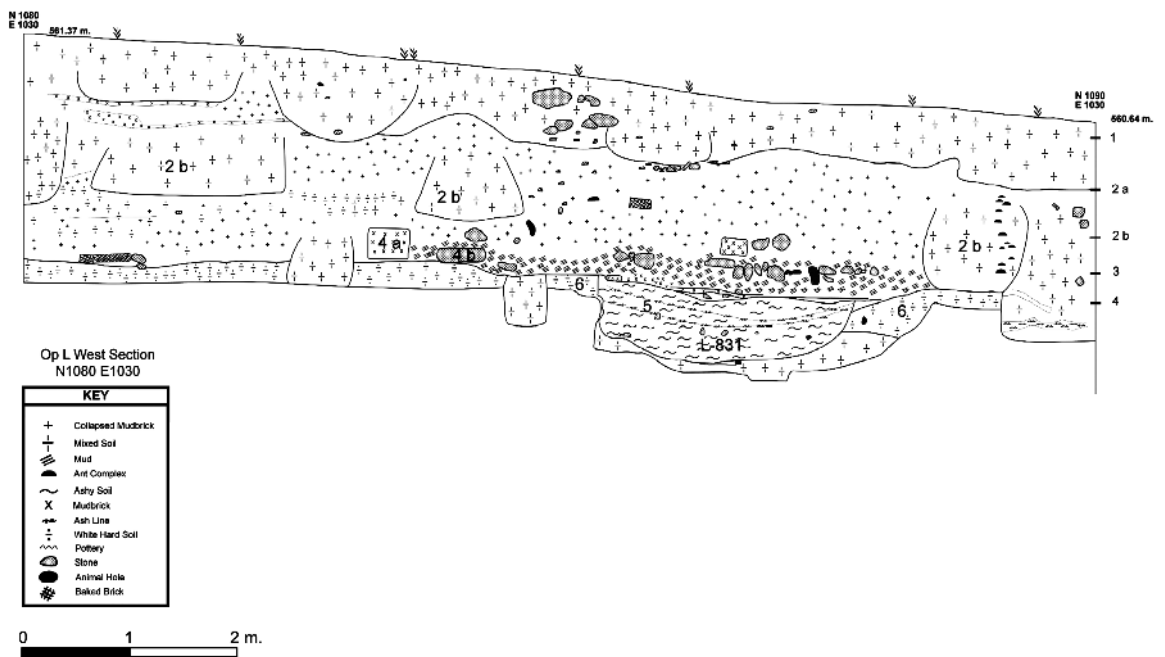 N 1080
E 1030
561.37 m.
N 1090
E 1030
560.64 m.
1
2 b
2 a
2 b
2 b
2 b
4 a
4 b
3
6
4
5
6
L-831
Op L West Section
N1080 E1030
KEY
Collapsed Mudbrick
Mixed Soil
Mud
Ant Complex
Ashy Soil
Mudbrick
Ash Line
White Hard Soil
Pottery
Stone
Animal Hole
Baked Brick
0 1 2 m.